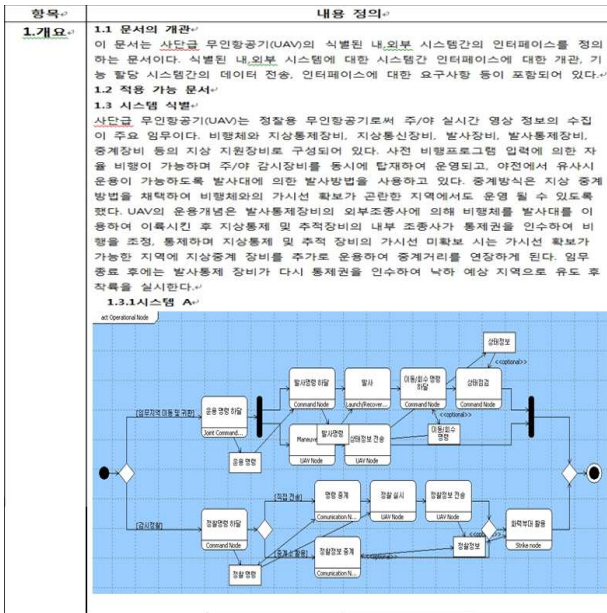 항목 내용 정의
1.개요
1.1 문서의 개관
이 문서는 사단급 무인항공기(UAV)의 식별된 내,외부 시스템간의 인터페이스를 정의
하는 문서이다. 식별된 내,외부 시스템에 대한 시스템간 인터페이스에 대한 개관, 기
능 할당 시스템간의 데이터 전송, 인터페이스에 대한 요구사항 등이 포함되어 있다.
1.2 적용 가능 문서
1.3 시스템 식별
사단급 무인항공기(UAV)는 정찰용 무인항공기로써 주/야 실시간 영상 정보의 수집
이 주요 임무이다. 비행체와 지상통제장비, 지상통신장비, 발사장비, 발사통제장비,
중계장비 등의 지상 지원장비로 구성되어 있다. 사전 비행프로그램 입력에 한 자
율 비행이 가능하며 주/야 감시장비를 동시에 탑재하여 운영되고, 야전에서 유사시
운용이 가능하도록 발사대에 의한 발사방법을 사용하고 있다. 중계방식은 지상 중계
방법을 채택하여 비행체와의 가시선 확보가 곤란한 지역에서도 운영 될 수 있도록
했다. UAV의 운용개념은 발사통제장비의 외부조종사에 의해 비행체를 발사대를 이
용하여 이륙시킨 후 지상통제 및 추적장비의 내부 조종사가 통제권을 인수하여 비
행을 조정, 통제하며 지상통제 및 추적 장비의 가시선 미확보 시는 가시선 확보가
가능한 지역에 지상중계 장비를 추가로 운용하여 중계거리를 연장하게 된다. 임무
종료 후에는 발사통제 장비가 다시 통제권을 인수하여 낙하 예상 지역으로 유도 후
착륙을 실시한다.
1.3.1시스템 A
act Operational Node
상태정보
<<optional>>
발사명령 하달
Command Node
발사
Launch/Recover...
이동/회수 명령
하달
Command Node
상태점검
Command Node
[임무지역 이동 및 귀환]
운용 명령 하달
Joint Command...
<<optional>>
Maneuve
UAV Node
발사명령
상태정보 전송
UAV Node
이동/회수
명령
운용 명령
[직접 전송]
명령 중계
Comunication N...
정찰 실시
UAV Node
정찰정보 전송
UAV Node
[감시정찰]
정찰명령 하달
Command Node
화력부대 활용
Strike node
[중계소 활용]
정찰정보 중계
Comunication N...
정찰정보
정찰 명령